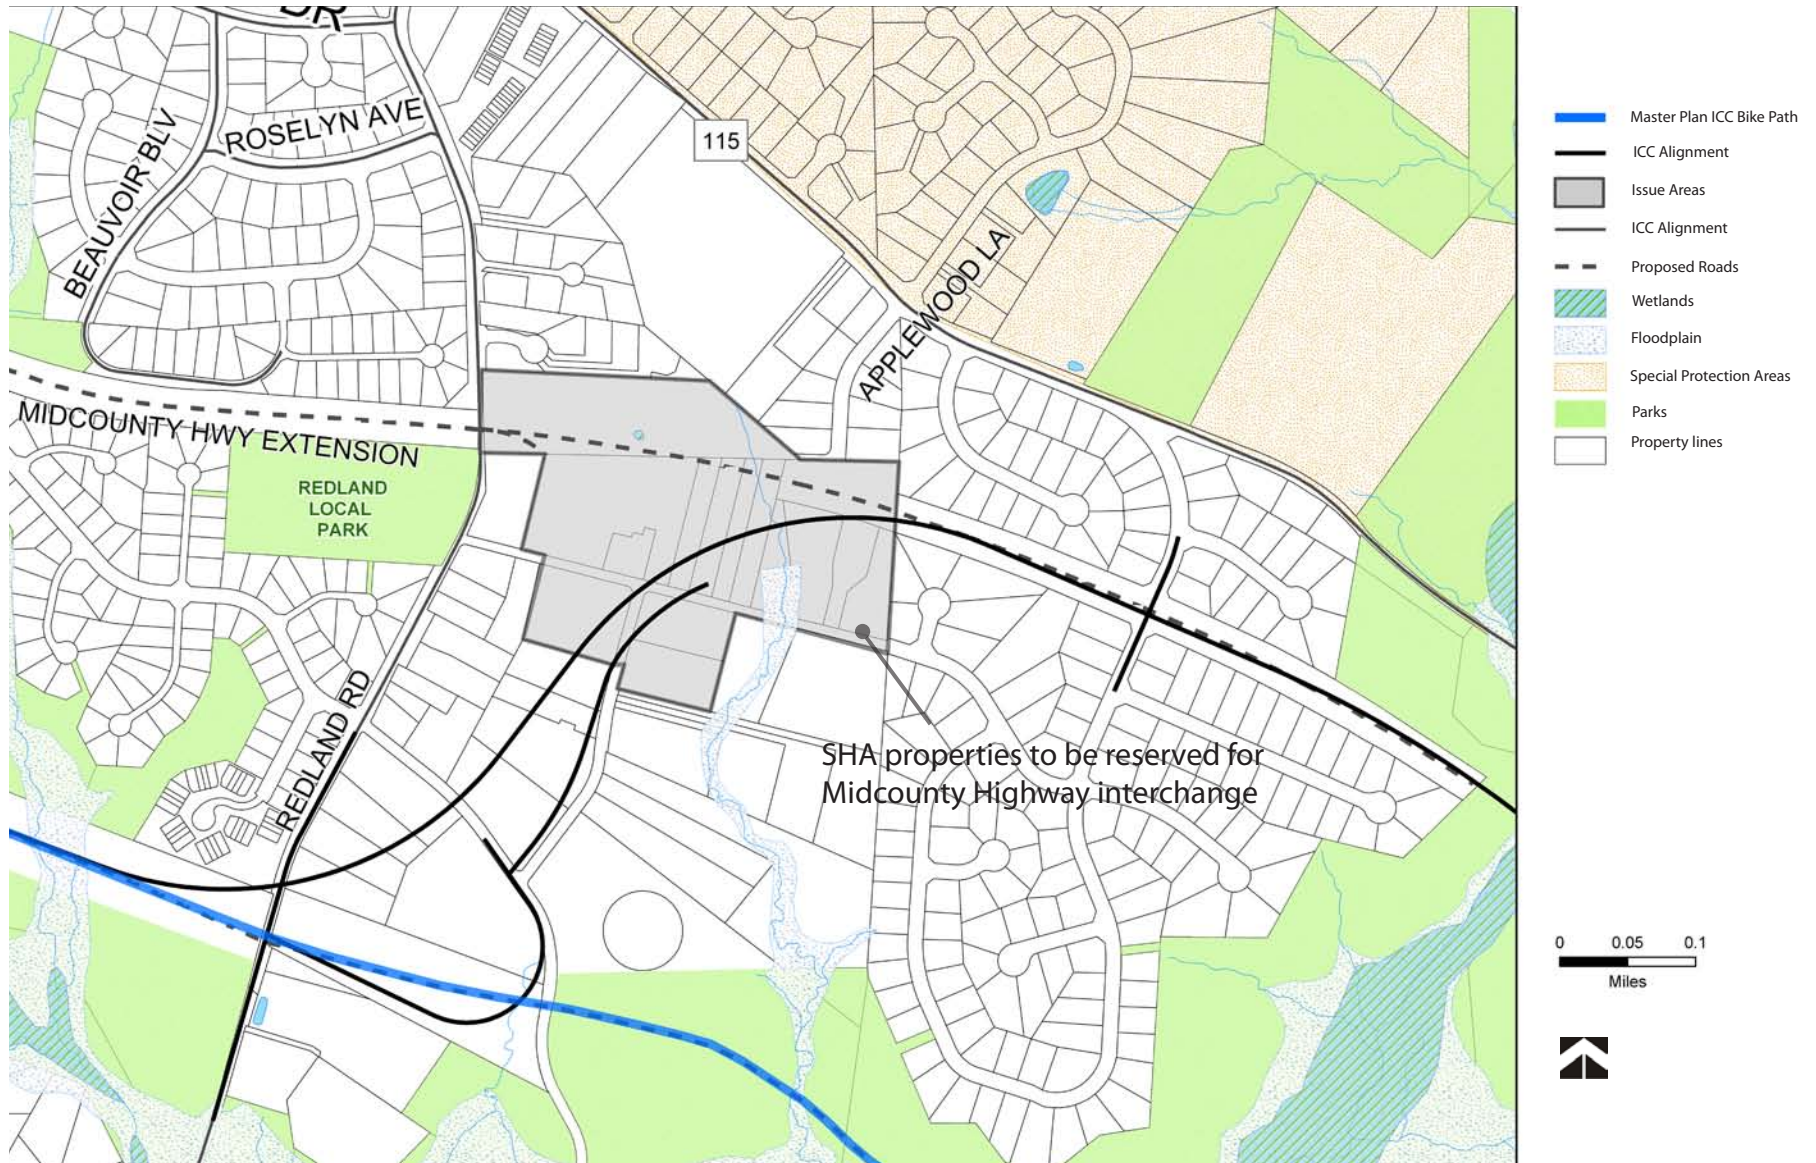 DR
ROSELYN AVE
BEAUVOIR BLV
115
APPLEWOOD LA
MIDCOUNTY HWY EXTENSION
REDLAND
LOCAL
PARK
REDLAND RD
SHA properties to be reserved for
Midcounty Highway interchange
Master Plan ICC Bike Path
ICC Alignment
Issue Areas
ICC Alignment
Proposed Roads
Wetlands
Floodplain
Special Protection Areas
Parks
Property lines
0 0.05 0.1
Miles